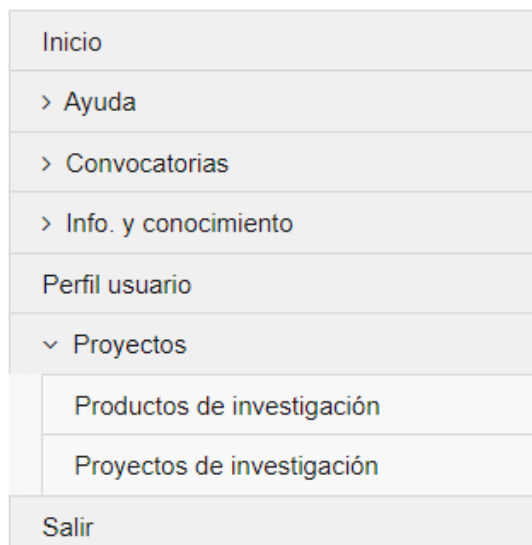 Inicio
Ayuda
Convocatorias
Info. y conocimiento
Perfil usuario
Proyectos
Productos de investigación
Proyectos de investigación
Salir